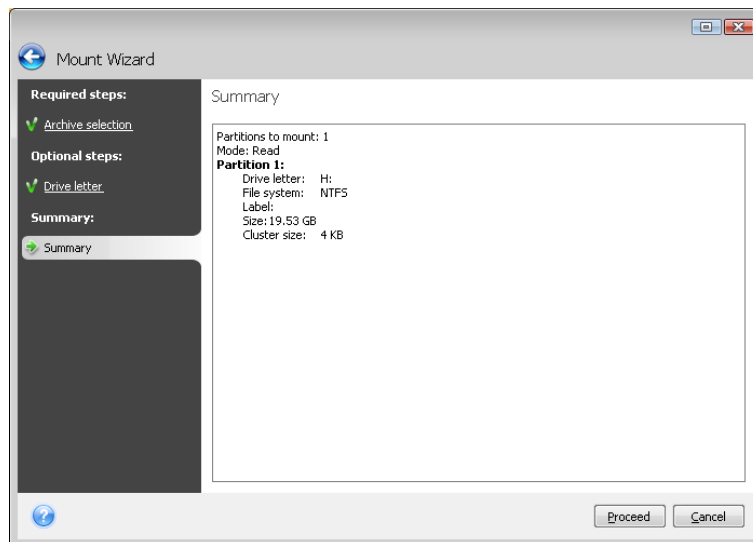 Mount Wizard
Required steps:
Archive selection
Optional steps:
Drive letter
Summary:
Summary
Summary
Partitions to mount: 1
Mode: Read
Partition 1:
Drive letter: H:
File system: NTFS
Label:
Size: 19.53 GB
Cluster size: 4 KB
?
Proceed Cancel